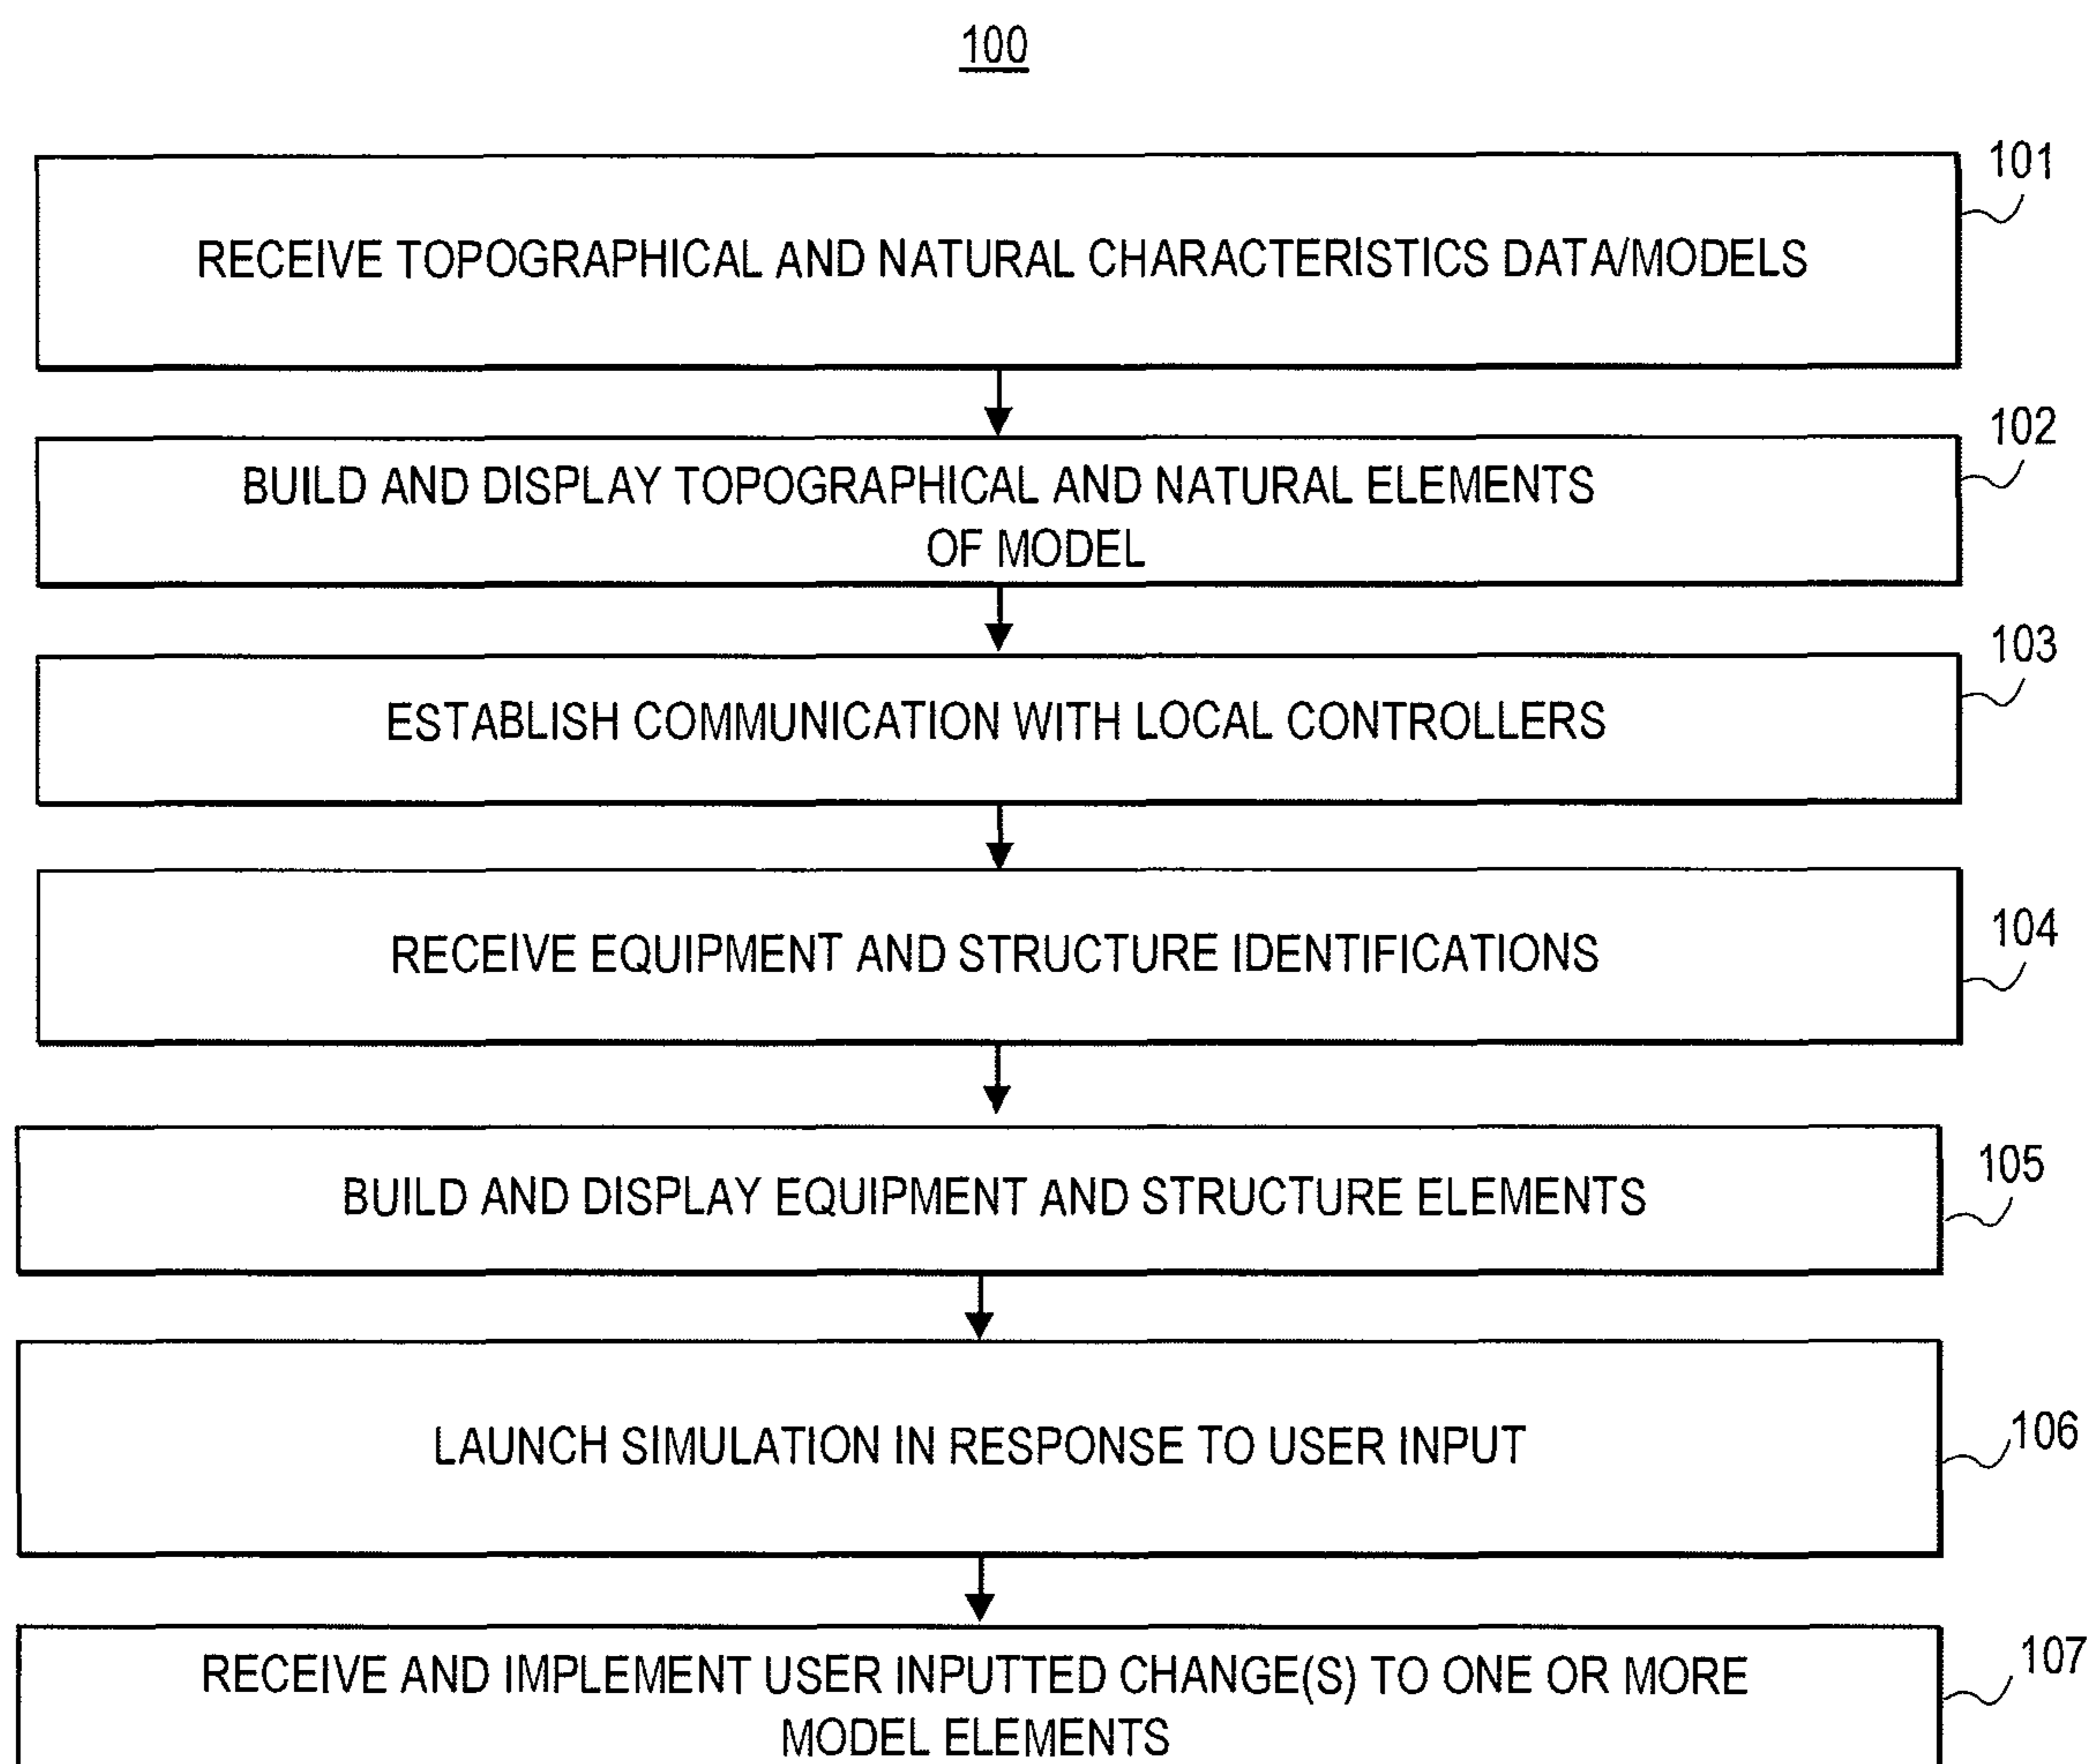 100
101
RECEIVE TOPOGRAPHICAL AND NATURAL CHARACTERISTICS DATA/MODELS
102
BUILD AND DISPLAY TOPOGRAPHICAL AND NATURAL ELEMENTS
OF MODEL
103
ESTABLISH COMMUNICATION WITH LOCAL CONTROLLERS
104
RECEIVE EQUIPMENT AND STRUCTURE IDENTIFICATIONS
105
BUILD AND DISPLAY EQUIPMENT AND STRUCTURE ELEMENTS
106
LAUNCH SIMULATION IN RESPONSE TO USER INPUT
107
RECEIVE AND IMPLEMENT USER INPUTTED CHANGE(S) TO ONE OR MORE
MODEL ELEMENTS